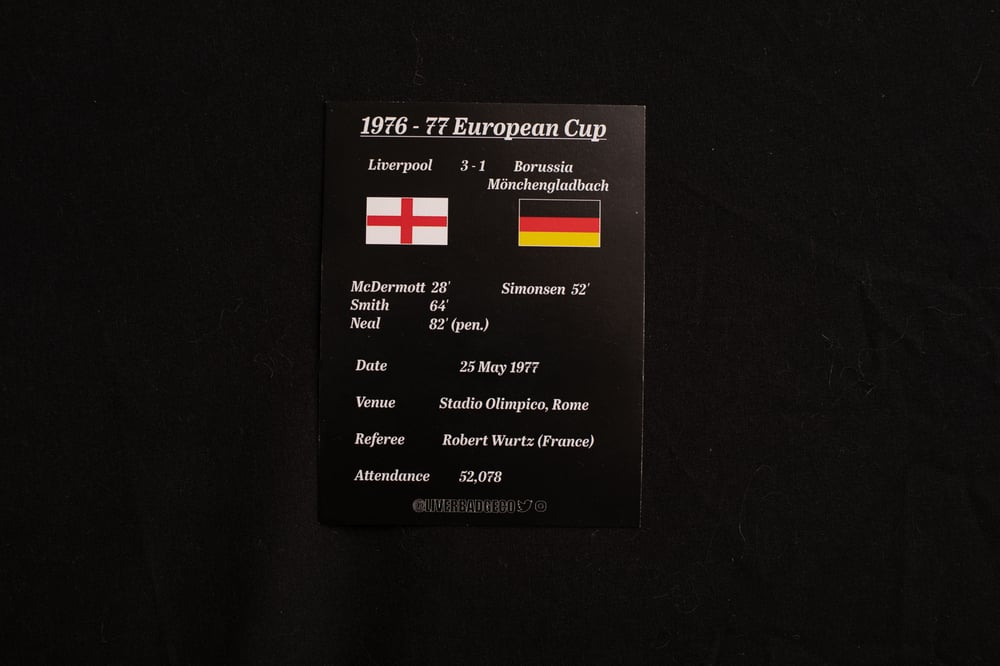 1976 - 77 European Cup
Liverpool 3 - 1 Borussia
Mönchengladbach
McDermott 28' Simonsen 52'
Smith 64'
Neal 82' (pen.)
Date 25 May 1977
Venue Stadio Olimpico, Rome
Referee Robert Wurtz (France)
Attendance 52,078
@LIVERBADGECO